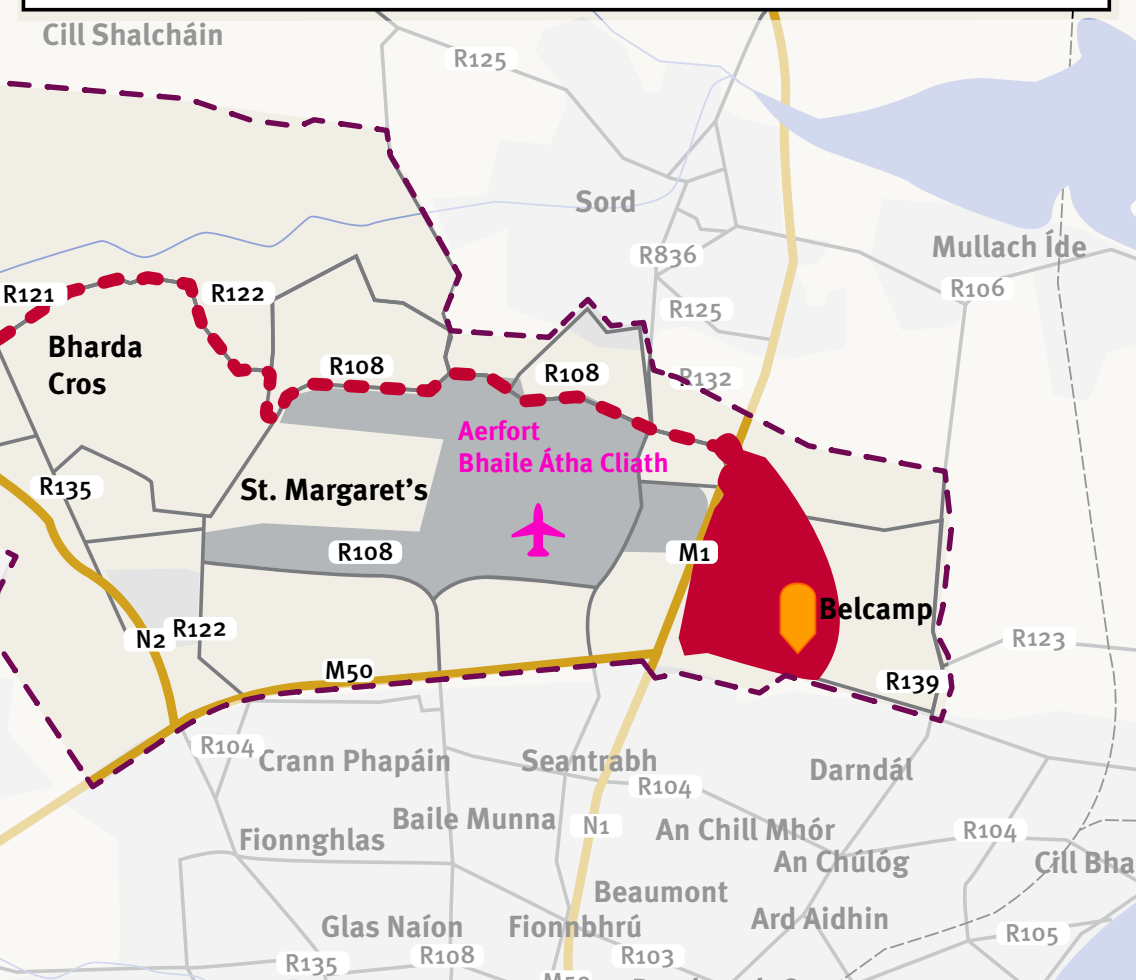 Cill Shalcháin
R125
Sord
R836
Mullach Íde
R106
R121
R122
R125
Bharda
Cros
R108
R108
R132
Aerfort
Bhaile Átha Cliath
R135
St. Margaret's
R108
M1
Belcamp
N2
R122
R123
M50
R139
R104
Crann Phapáin
Seantrabh
Darndál
R104
Baile Munna
N1
An Chill Mhór
R104
Fionnghlas
An Chúlóg
Cill Bha
Beaumont
Glas Naíon
Fionnbhrú
Ard Aidhin
R105
R135
R108
R103